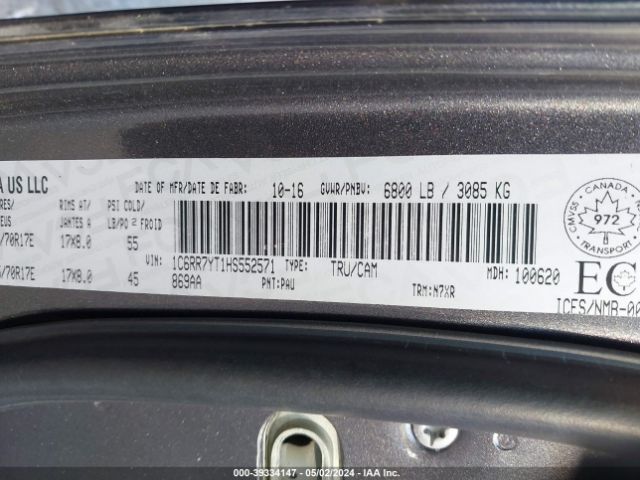 A US LLC
DATE OF MFR/DATE DE FABR: 10-16 GVWR/PNBV: 6800 LB / 3085 KG
RIMS AT/ PSI COLD/
JANTES A LB/PO² FROID
/70R17E 17X8.0 55
/70R17E 17X8.0 45
VIN: 1C6RR7YT1HS552571 TYPE: TRU/CAM MDH: 100620
869AA PNT:PAU TRM:N7XR
CMVSS · CANADA
972
TRANSPORT
EC
ICES/NMB-00
000-39334147 - 05/02/2024 - IAA Inc.